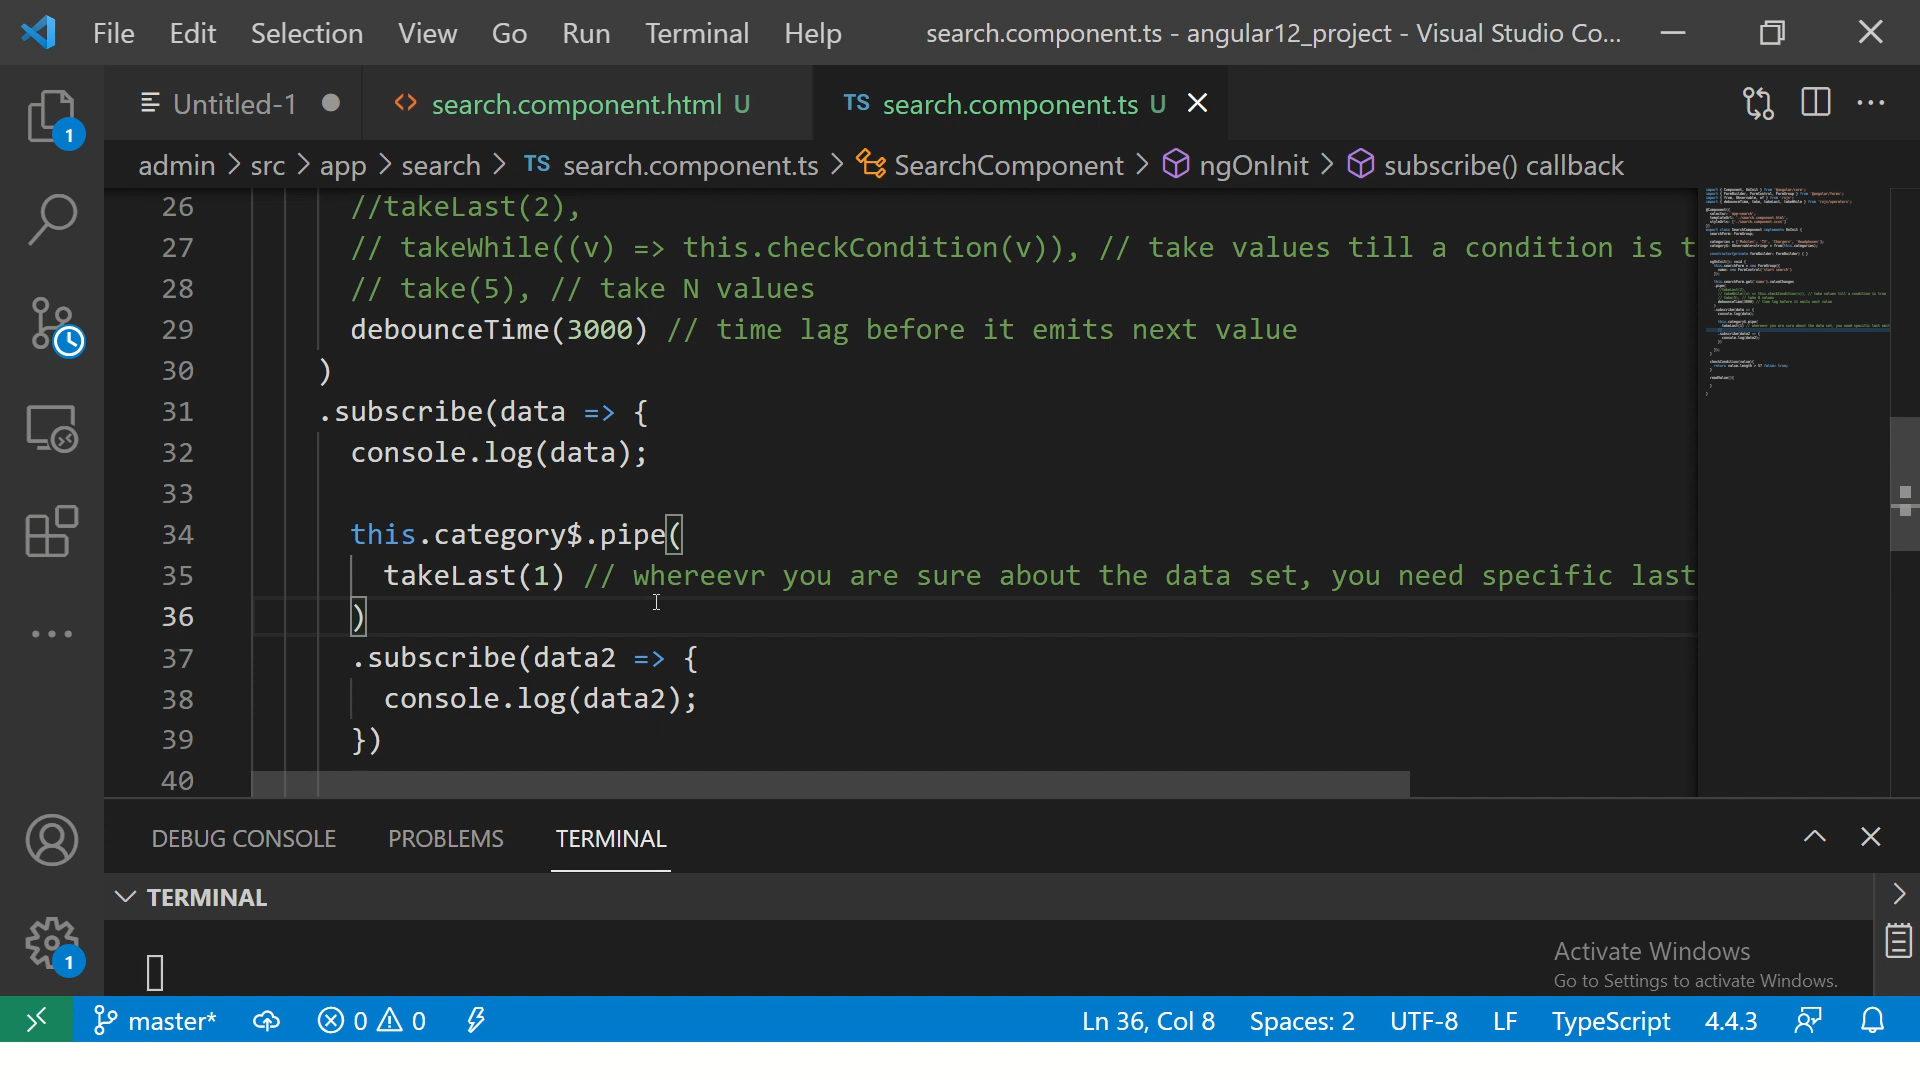 File Edit Selection View Go Run Terminal Help search.component.ts - angular12_project - Visual Studio Co...
Untitled-1 search.component.html U TS search.component.ts U
admin > src > app > search > TS search.component.ts > SearchComponent > ngOnInit > subscribe() callback
26 //takeLast(2),
27 // takeWhile((v) => this.checkCondition(v)), // take values till a condition is t
28 // take(5), // take N values
29 debounceTime(3000) // time lag before it emits next value
30 )
31 .subscribe(data => {
32 console.log(data);
33
34 this.category$.pipe(
35 takeLast(1) // whereevr you are sure about the data set, you need specific last
36 )
37 .subscribe(data2 => {
38 console.log(data2);
39 })
40
DEBUG CONSOLE PROBLEMS TERMINAL
TERMINAL
Activate Windows
Go to Settings to activate Windows.
master* 0 0 Ln 36, Col 8 Spaces: 2 UTF-8 LF TypeScript 4.4.3
1
1